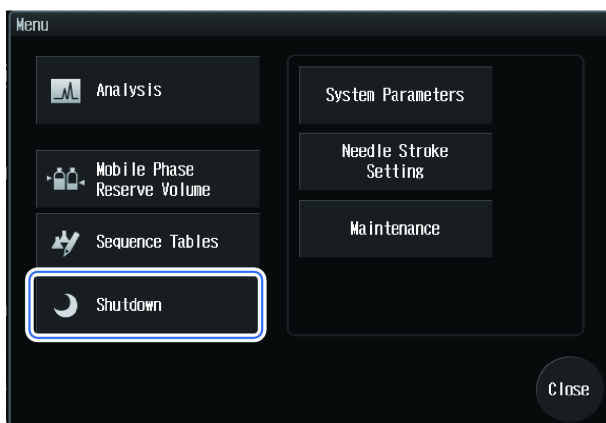 Menu
Analysis
Mobile Phase
Reserve Volume
Sequence Tables
Shutdown
System Parameters
Needle Stroke
Setting
Maintenance
Close